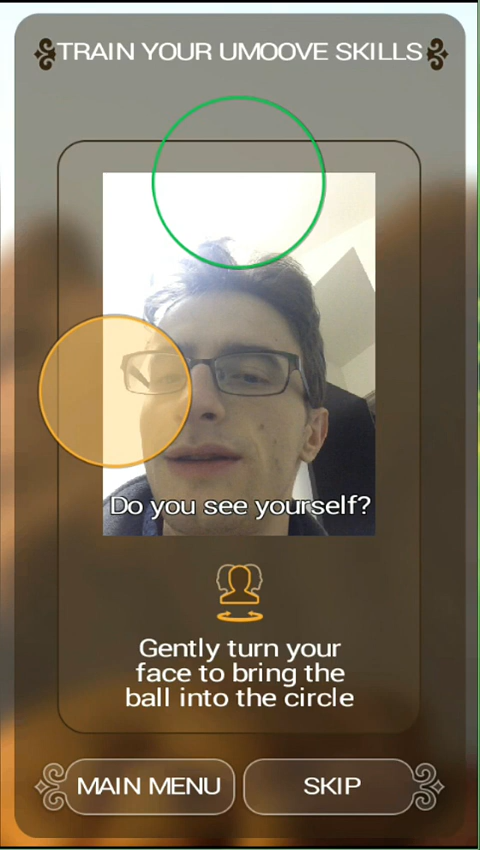 TRAIN YOUR UMOOVE SKILLS
Do you see yourself?
Gently turn your
face to bring the
ball into the circle
MAIN MENU
SKIP